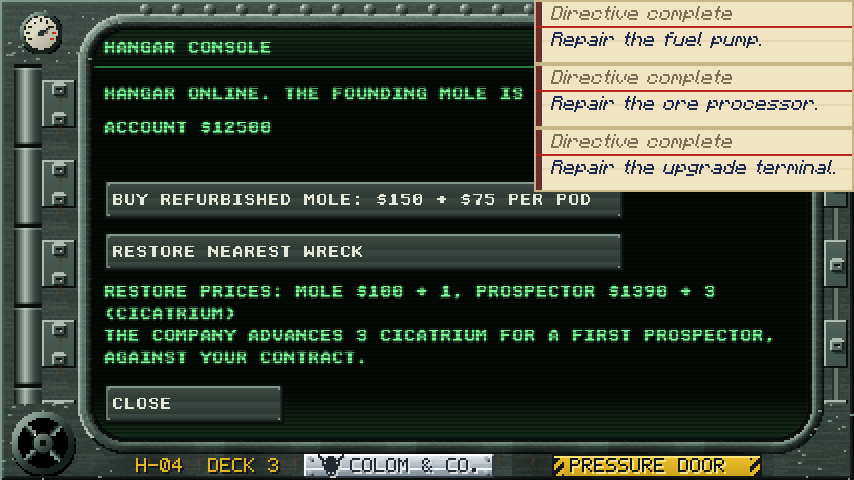 HANGAR CONSOLE
HANGAR ONLINE. THE FOUNDING MOLE IS
ACCOUNT $12500
Directive complete
Repair the fuel pump.
Directive complete
Repair the ore processor.
Directive complete
Repair the upgrade terminal.
BUY REFURBISHED MOLE: $150 + $75 PER POD
RESTORE NEAREST WRECK
RESTORE PRICES: MOLE $100 + 1, PROSPECTOR $1390 + 3
(CICATRIUM)
THE COMPANY ADVANCES 3 CICATRIUM FOR A FIRST PROSPECTOR,
AGAINST YOUR CONTRACT.
CLOSE
H-04 DECK 3
COLOM & CO.
PRESSURE DOOR